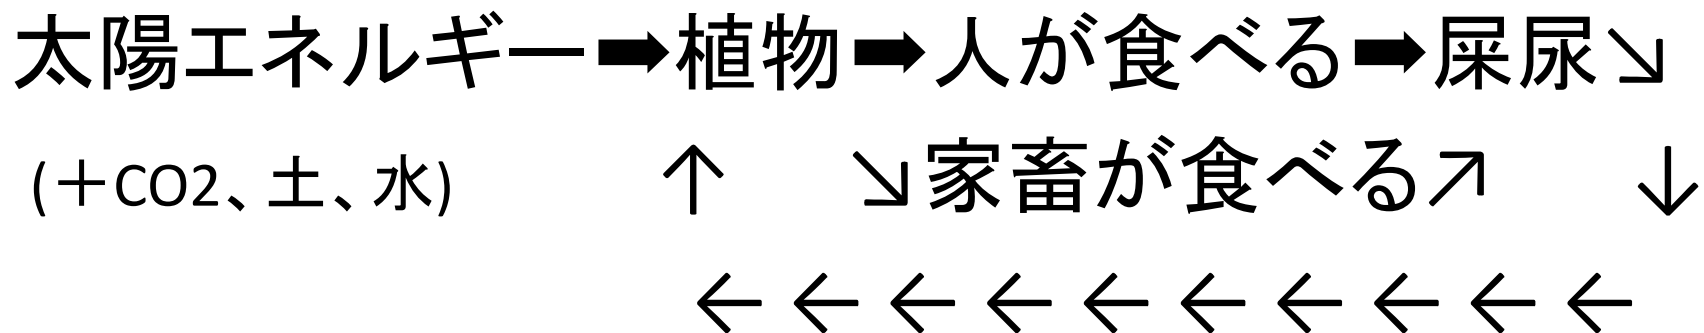 太陽エネルギー ➡植物➡人が食べる➡屎尿↘
(＋CO2、土、水) ↑ ↘家畜が食べる↗ ↓
←←←←←←←←←←